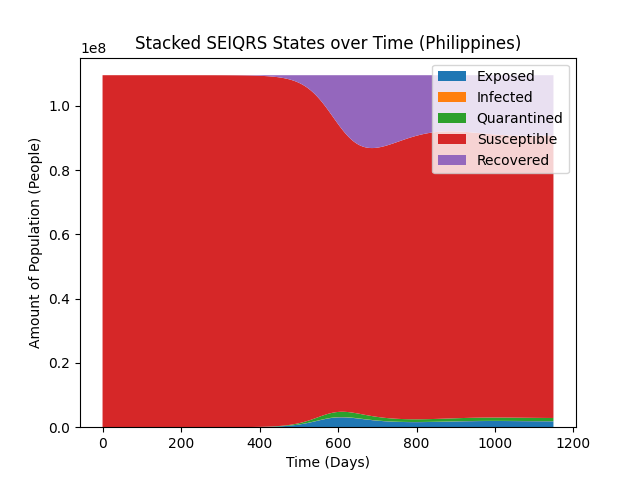 Stacked SEIQRS States over Time (Philippines)
1e8
Exposed
Infected
Quarantined
Susceptible
Recovered
1.0
0.8
0.6
0.4
0.2
0.0
Amount of Population (People)
0 200 400 600 800 1000 1200
Time (Days)